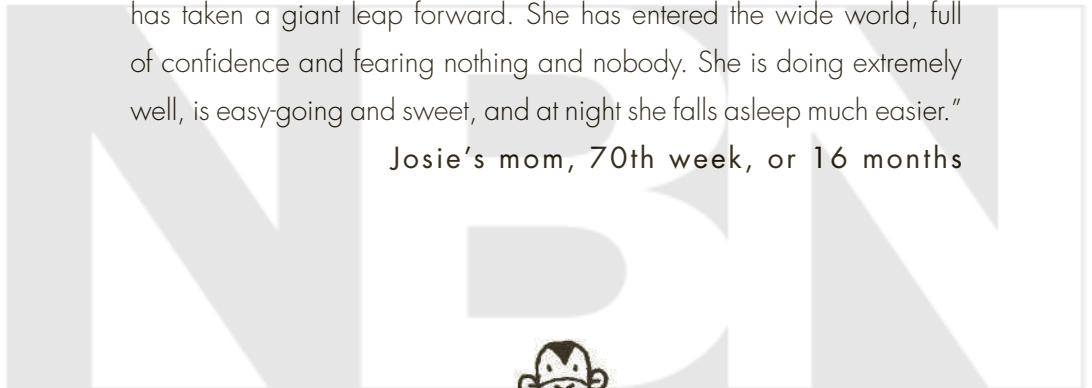 has taken a giant leap forward. She has entered the wide world, full
of confidence and fearing nothing and nobody. She is doing extremely
well, is easy-going and sweet, and at night she falls asleep much easier.”
Josie’s mom, 70th week, or 16 months
NBN